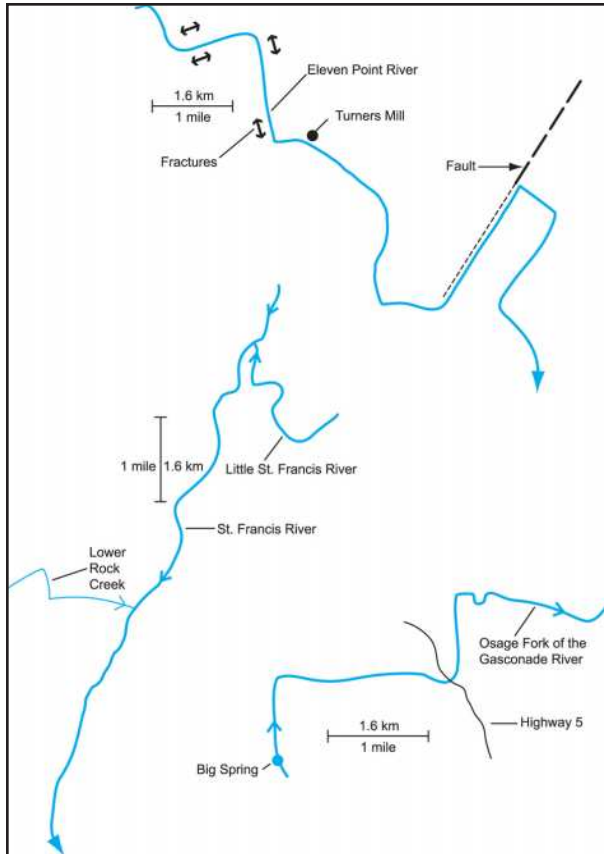 Eleven Point River
1.6 km
1 mile
Turners Mill
Fractures
Fault
1 mile 1.6 km
Little St. Francis River
St. Francis River
Lower
Rock
Creek
Osage Fork of the
Gasconade River
1.6 km
1 mile
Highway 5
Big Spring